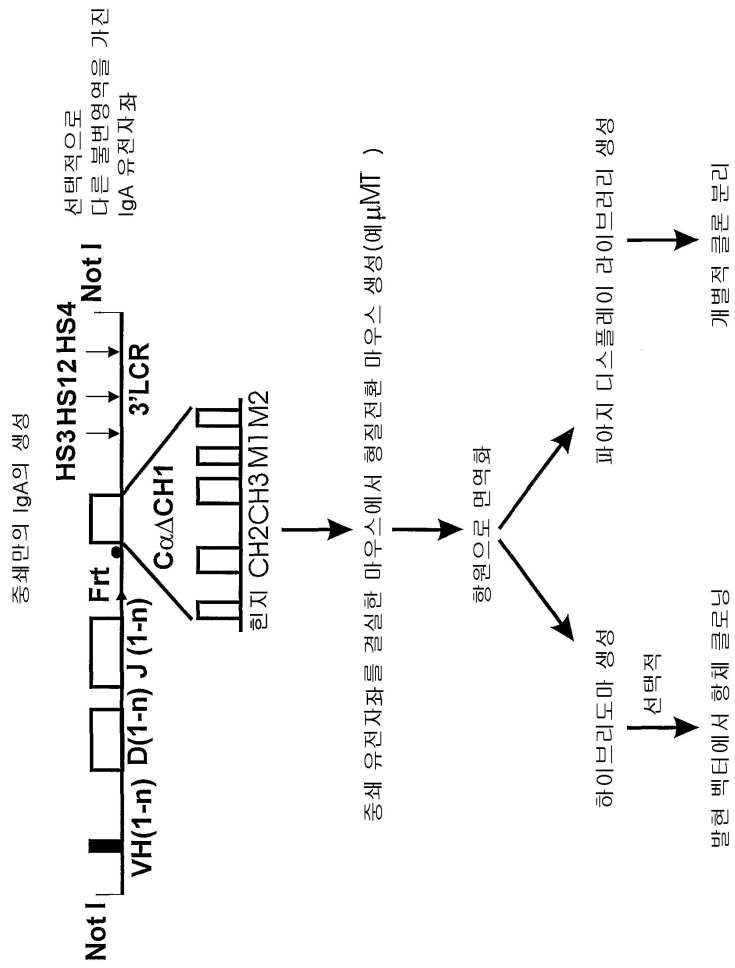 중쇄만의 IgA의 생성
HS3 HS12 HS4
Not I
Not I
선택적으로
다른 불변영역을 가진
IgA 유전자좌
Frt
3'LCR
VH(1-n) D(1-n) J (1-n)
CαΔCH1
힌지 CH2CH3 M1 M2
중쇄 유전자좌를 결실한 마우스에서 형질전환 마우스 생성(예 μMT )
항원으로 면역화
하이브리도마 생성
파아지 디스플레이 라이브러리 생성
선택적
발현 벡터에서 항체 클로닝
개별적 클론 분리